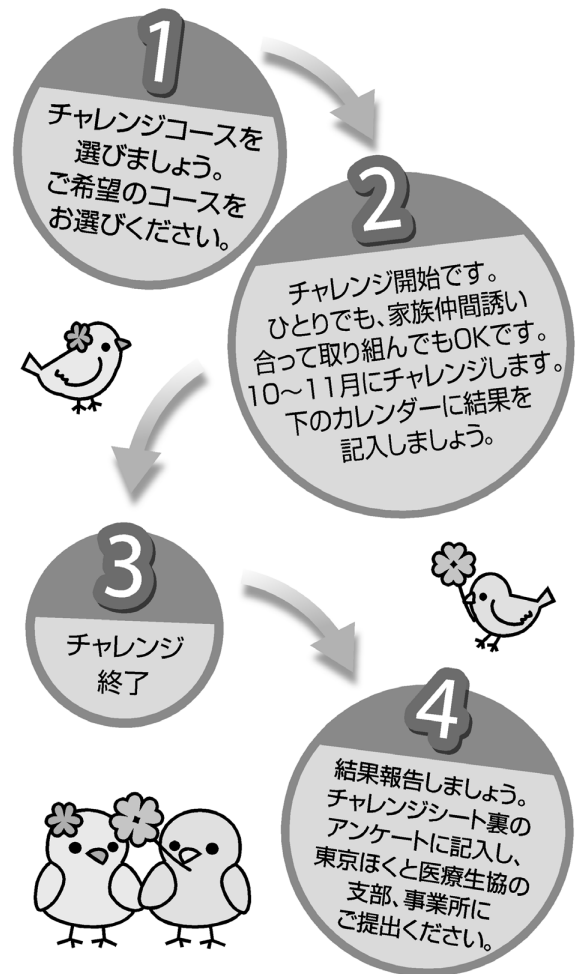 1
チャレンジコースを
選びましょう。
ご希望のコースを
お選びください。
2
チャレンジ開始です。
ひとりでも、家族仲間誘い
合って取り組んでもOKです。
10〜11月にチャレンジします。
下のカレンダーに結果を
記入しましょう。
3
チャレンジ
終了
4
結果報告しましょう。
チャレンジシート裏の
アンケートに記入し、
東京ほくと医療生協の
支部、事業所に
ご提出ください。